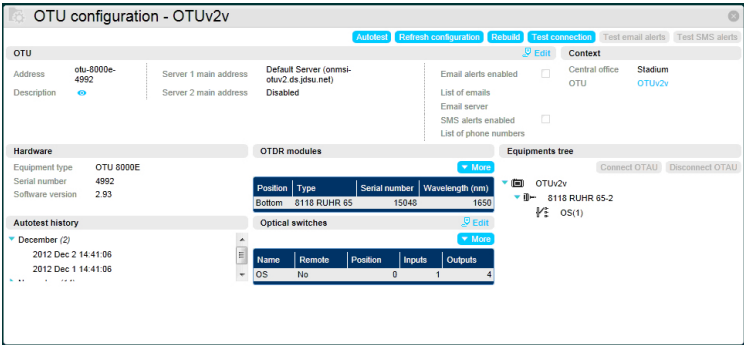 OTU configuration - OTUv2v
Autotest Refresh configuration Rebuild Test connection Test email alerts Test SMS alerts
OTU Edit
Address otu-8000e-
4992
Description
Server 1 main address Default Server (onmsi-
otuv2.ds.jdsu.net)
Server 2 main address Disabled
Email alerts enabled
List of emails
Email server
SMS alerts enabled
List of phone numbers
Context
Central office Stadium
OTU OTUv2v
Hardware
Equipment type OTU 8000E
Serial number 4992
Software version 2.93
OTDR modules
More
Position Type Serial number Wavelength (nm)
Bottom 8118 RUHR 65 15048 1650
Equipments tree
Connect OTAU Disconnect OTAU
OTUv2v
8118 RUHR 65-2
OS(1)
Autotest history
December (2)
2012 Dec 2 14:41:06
2012 Dec 1 14:41:06
Optical switches Edit
More
Name Remote Position Inputs Outputs
OS No 0 1 4